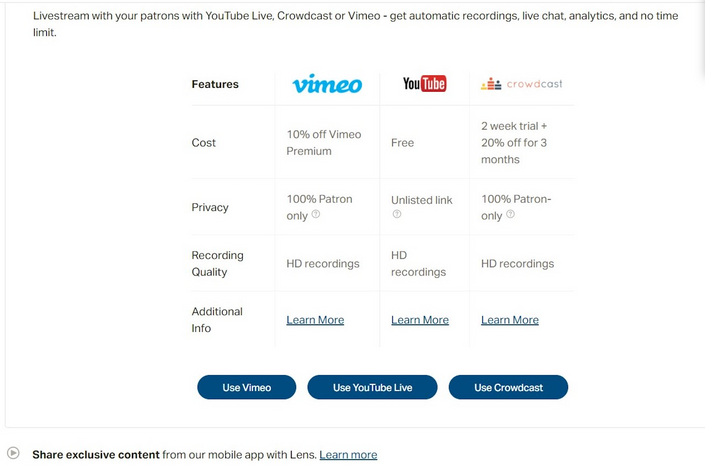 Livestream with your patrons with YouTube Live, Crowdcast or Vimeo - get automatic recordings, live chat, analytics, and no time
limit.
Features
vimeo
YouTube
crowdcast
Cost
10% off Vimeo
Premium
Free
2 week trial +
20% off for 3
months
Privacy
100% Patron
only ?
Unlisted link
?
100% Patron-
only ?
Recording
Quality
HD recordings
HD
recordings
HD recordings
Additional
Info
Learn More
Learn More
Learn More
Use Vimeo
Use YouTube Live
Use Crowdcast
Share exclusive content from our mobile app with Lens. Learn more